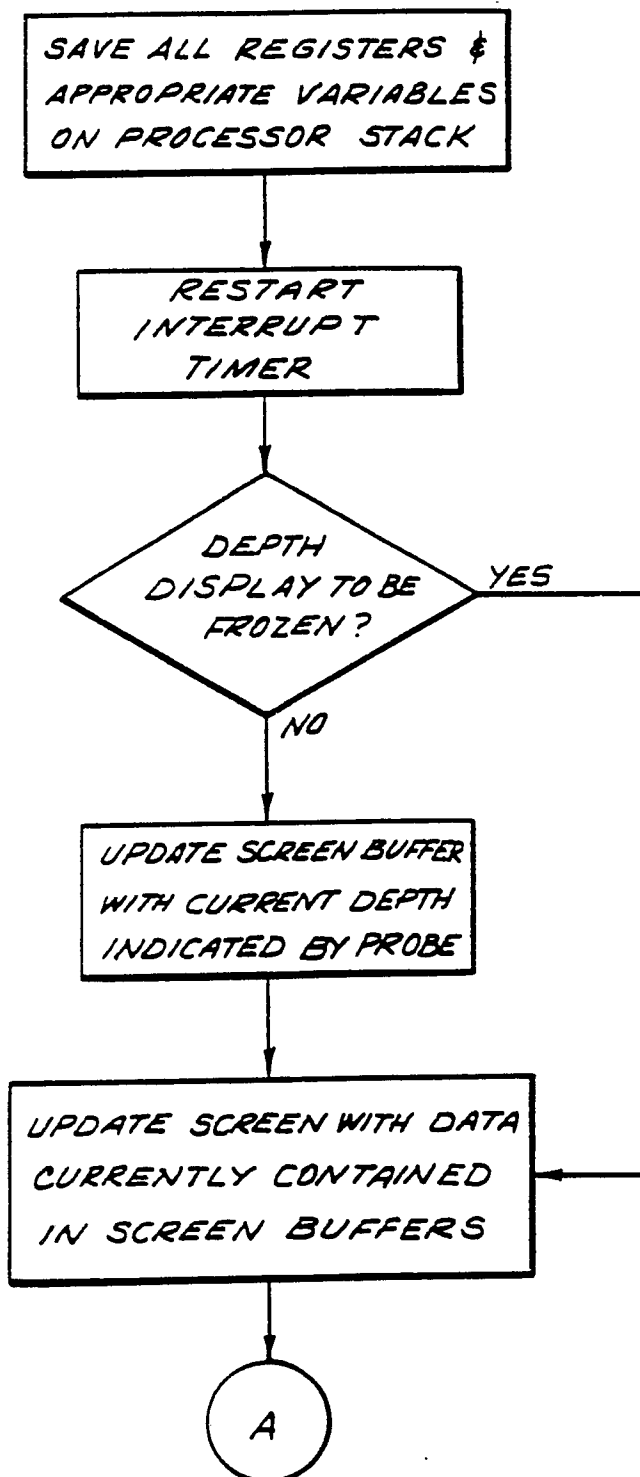 SAVE ALL REGISTERS &
APPROPRIATE VARIABLES
ON PROCESSOR STACK
RESTART
INTERRUPT
TIMER
DEPTH
DISPLAY TO BE
FROZEN?
YES
NO
UPDATE SCREEN BUFFER
WITH CURRENT DEPTH
INDICATED BY PROBE
UPDATE SCREEN WITH DATA
CURRENTLY CONTAINED
IN SCREEN BUFFERS
A